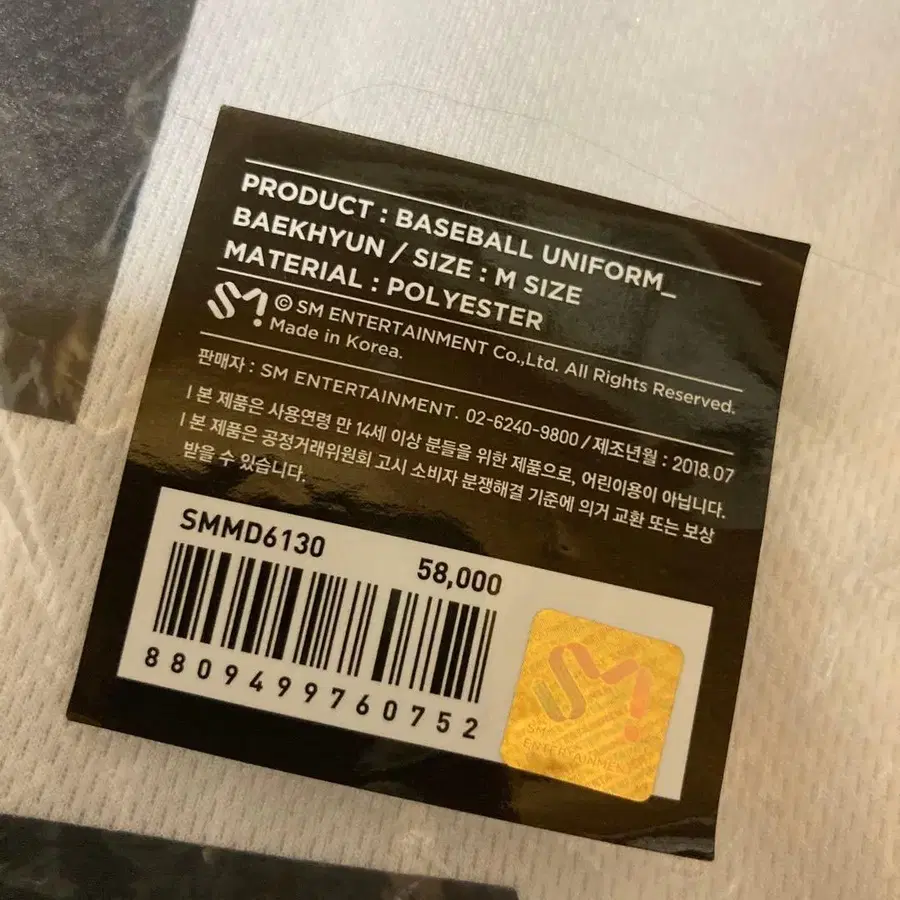 PRODUCT : BASEBALL UNIFORM_
BAEKHYUN / SIZE : M SIZE
MATERIAL : POLYESTER
SM
© SM ENTERTAINMENT Co.,Ltd. All Rights Reserved.
Made in Korea.
판매자 : SM ENTERTAINMENT. 02-6240-9800 / 제조년월 : 2018.07
| 본 제품은 사용연령 만 14세 이상 분들을 위한 제품으로, 어린이용이 아닙니다.
| 본 제품은 공정거래위원회 고시 소비자 분쟁해결 기준에 의거 교환 또는 보상
받을 수 있습니다.
SMMD6130
58,000
8809499760752
SM
SM
ENTERTAINMENT